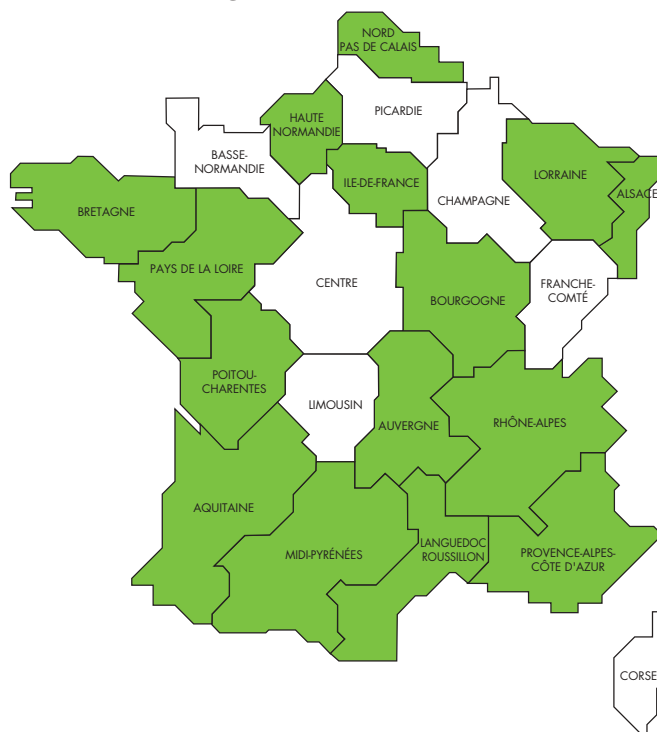 NORD
PAS DE CALAIS
PICARDIE
HAUTE
NORMANDIE
BASSE-
NORMANDIE
ILE-DE-FRANCE
CHAMPAGNE
LORRAINE
ALSACE
BRETAGNE
PAYS DE LA LOIRE
CENTRE
BOURGOGNE
FRANCHE-
COMTÉ
POITOU-
CHARENTES
LIMOUSIN
AUVERGNE
RHÔNE-ALPES
AQUITAINE
MIDI-PYRÉNÉES
LANGUEDOC
ROUSSILLON
PROVENCE-ALPES-
CÔTE D'AZUR
CORSE